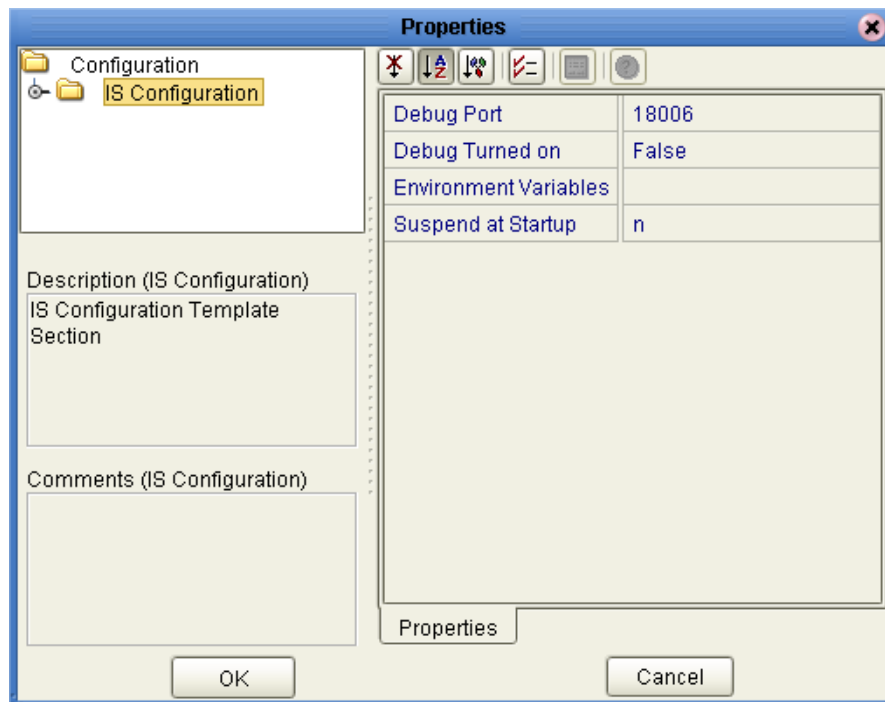 Properties
Configuration
IS Configuration
Debug Port 18006
Debug Turned on False
Environment Variables
Suspend at Startup n
Description (IS Configuration)
IS Configuration Template
Section
Comments (IS Configuration)
Properties
OK Cancel